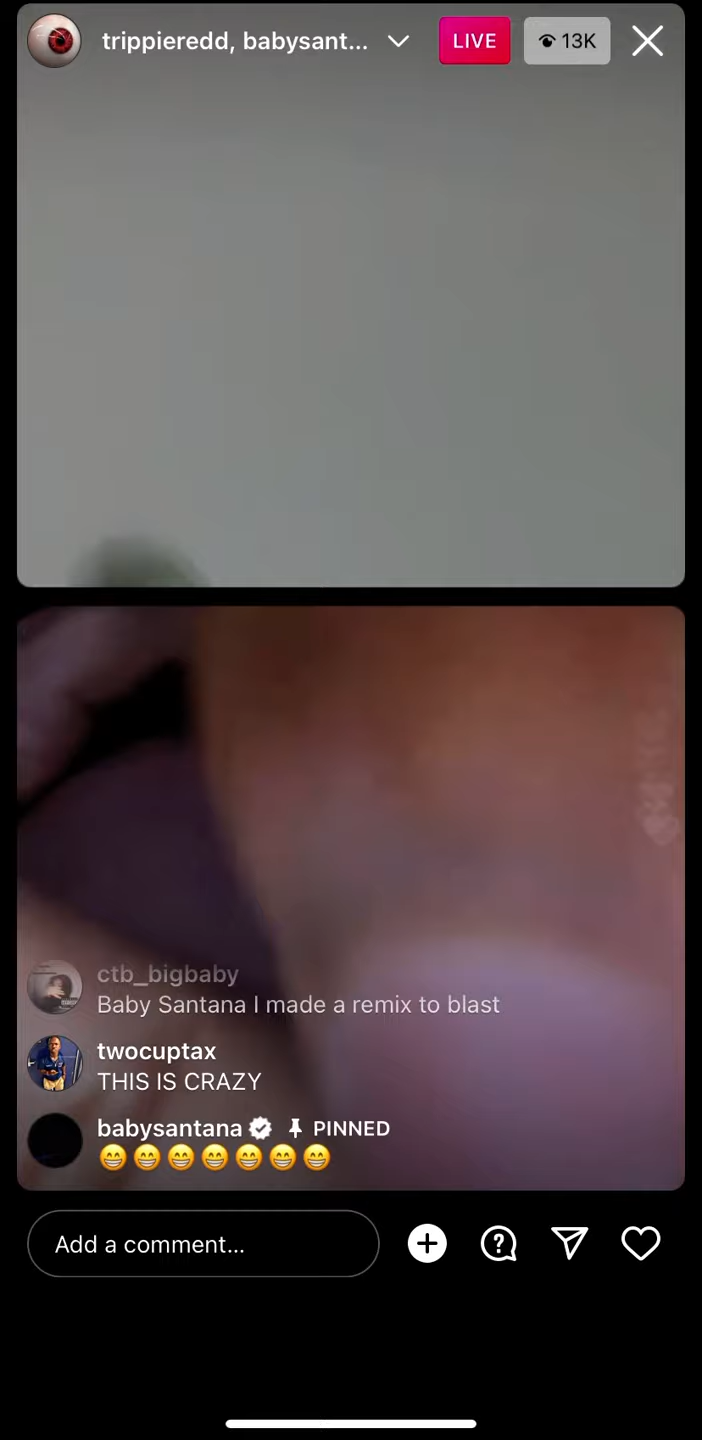 trippieredd, babysant...
LIVE
13K
ctb_bigbaby
Baby Santana I made a remix to blast
twocuptax
THIS IS CRAZY
babysantana PINNED
😁😁😁😁😁😁😁
Add a comment...